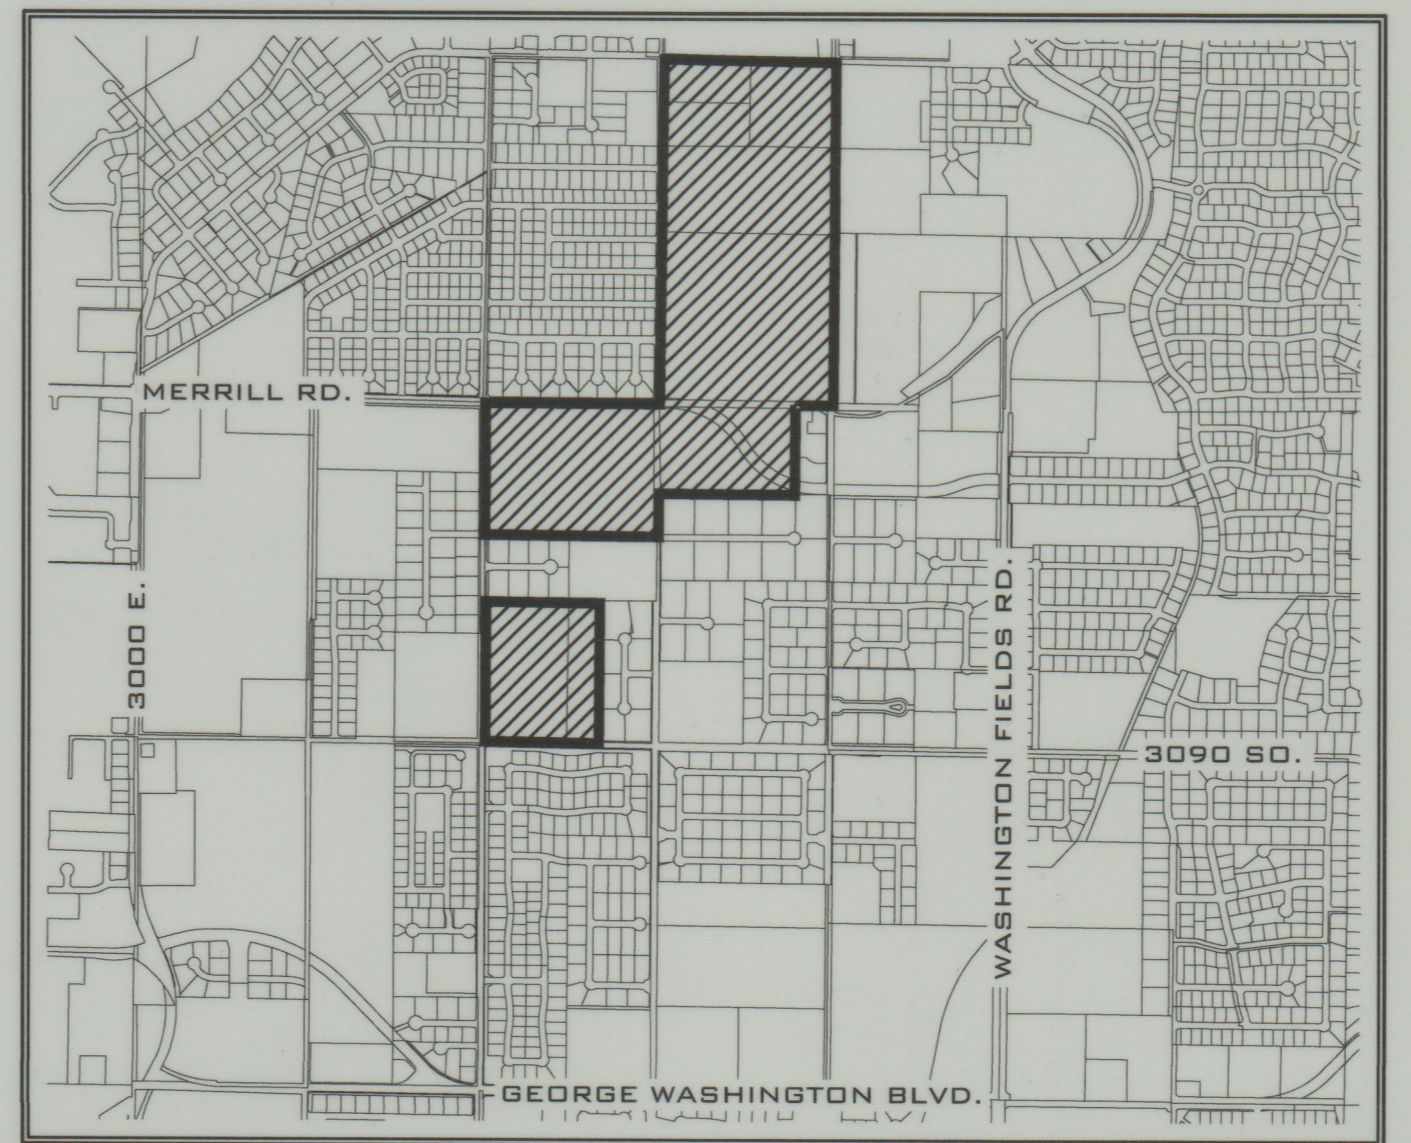 MERRILL RD.
3000 E.
WASHINGTON FIELDS RD.
3090 SO.
GEORGE WASHINGTON BLVD.